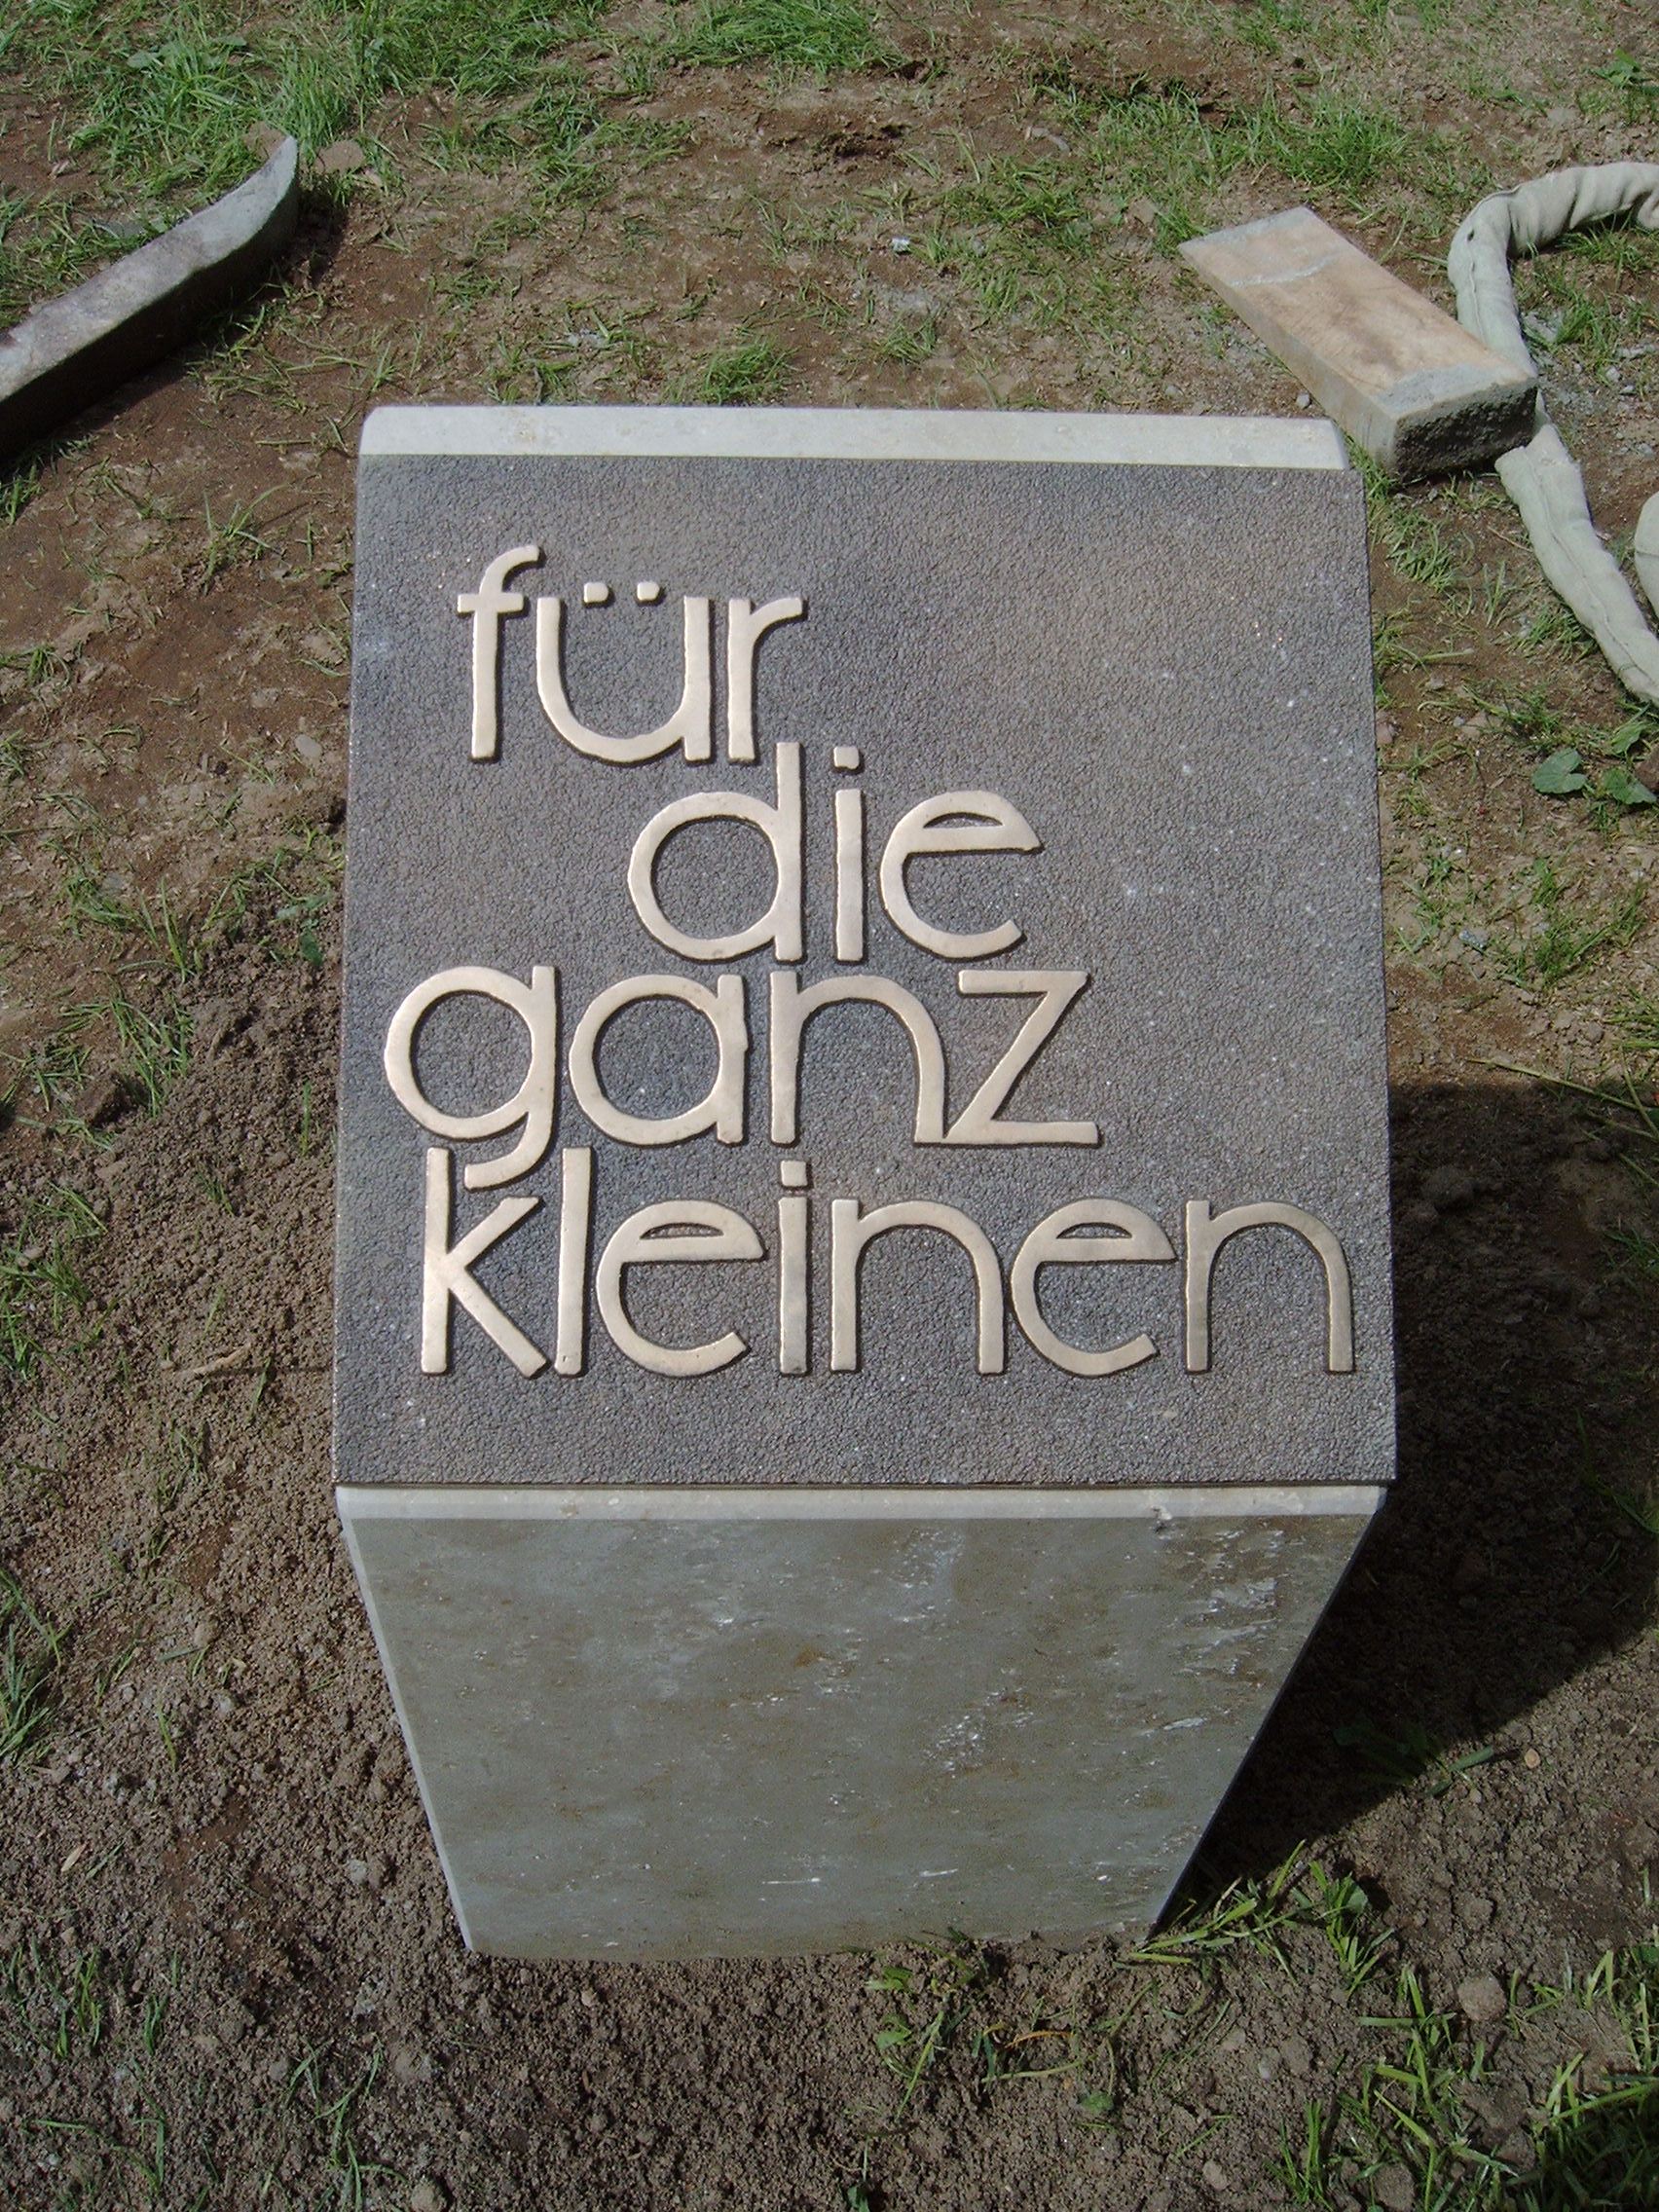 für
die
ganz
kleinen